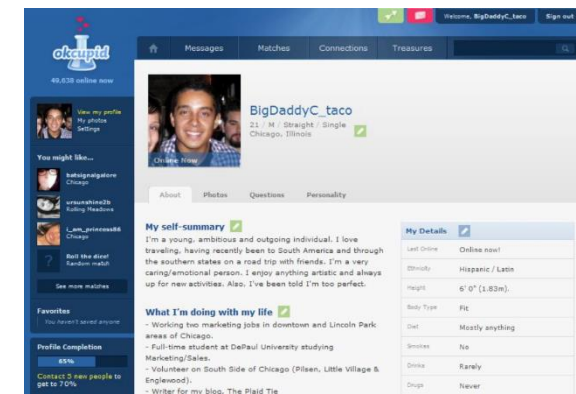 Welcome, BigDaddyC_taco
Sign out
okcupid
Messages
Matches
Connections
Treasures
49,638 online now
View my profile
My photos
Settings
Online Now
BigDaddyC_taco
21 / M / Straight / Single
Chicago, Illinois
You might like...
batsignalgalore
Chicago
ursunshine2b
Rolling Meadows
i_am_princess86
Chicago
Roll the dice!
Random match
See more matches
Favorites
You haven't saved anyone
Profile Completion
65%
Contact 5 new people to
get to 70%
About
Photos
Questions
Personality
My self-summary
I'm a young, ambitious and outgoing individual. I love
traveling, having recently been to South America and through
the southern states on a road trip with friends. I'm a very
caring/emotional person. I enjoy anything artistic and always
up for new activities. Also, I've been told I'm too perfect.
What I'm doing with my life
- Working two marketing jobs in downtown and Lincoln Park
areas of Chicago.
- Full-time student at DePaul University studying
Marketing/Sales.
- Volunteer on South Side of Chicago (Pilsen, Little Village &
Englewood).
- Writer for my blog, The Plaid Tie
My Details
Last Online
Online now!
Ethnicity
Hispanic / Latin
Height
6' 0" (1.83m).
Body Type
Fit
Diet
Mostly anything
Smokes
No
Drinks
Rarely
Drugs
Never